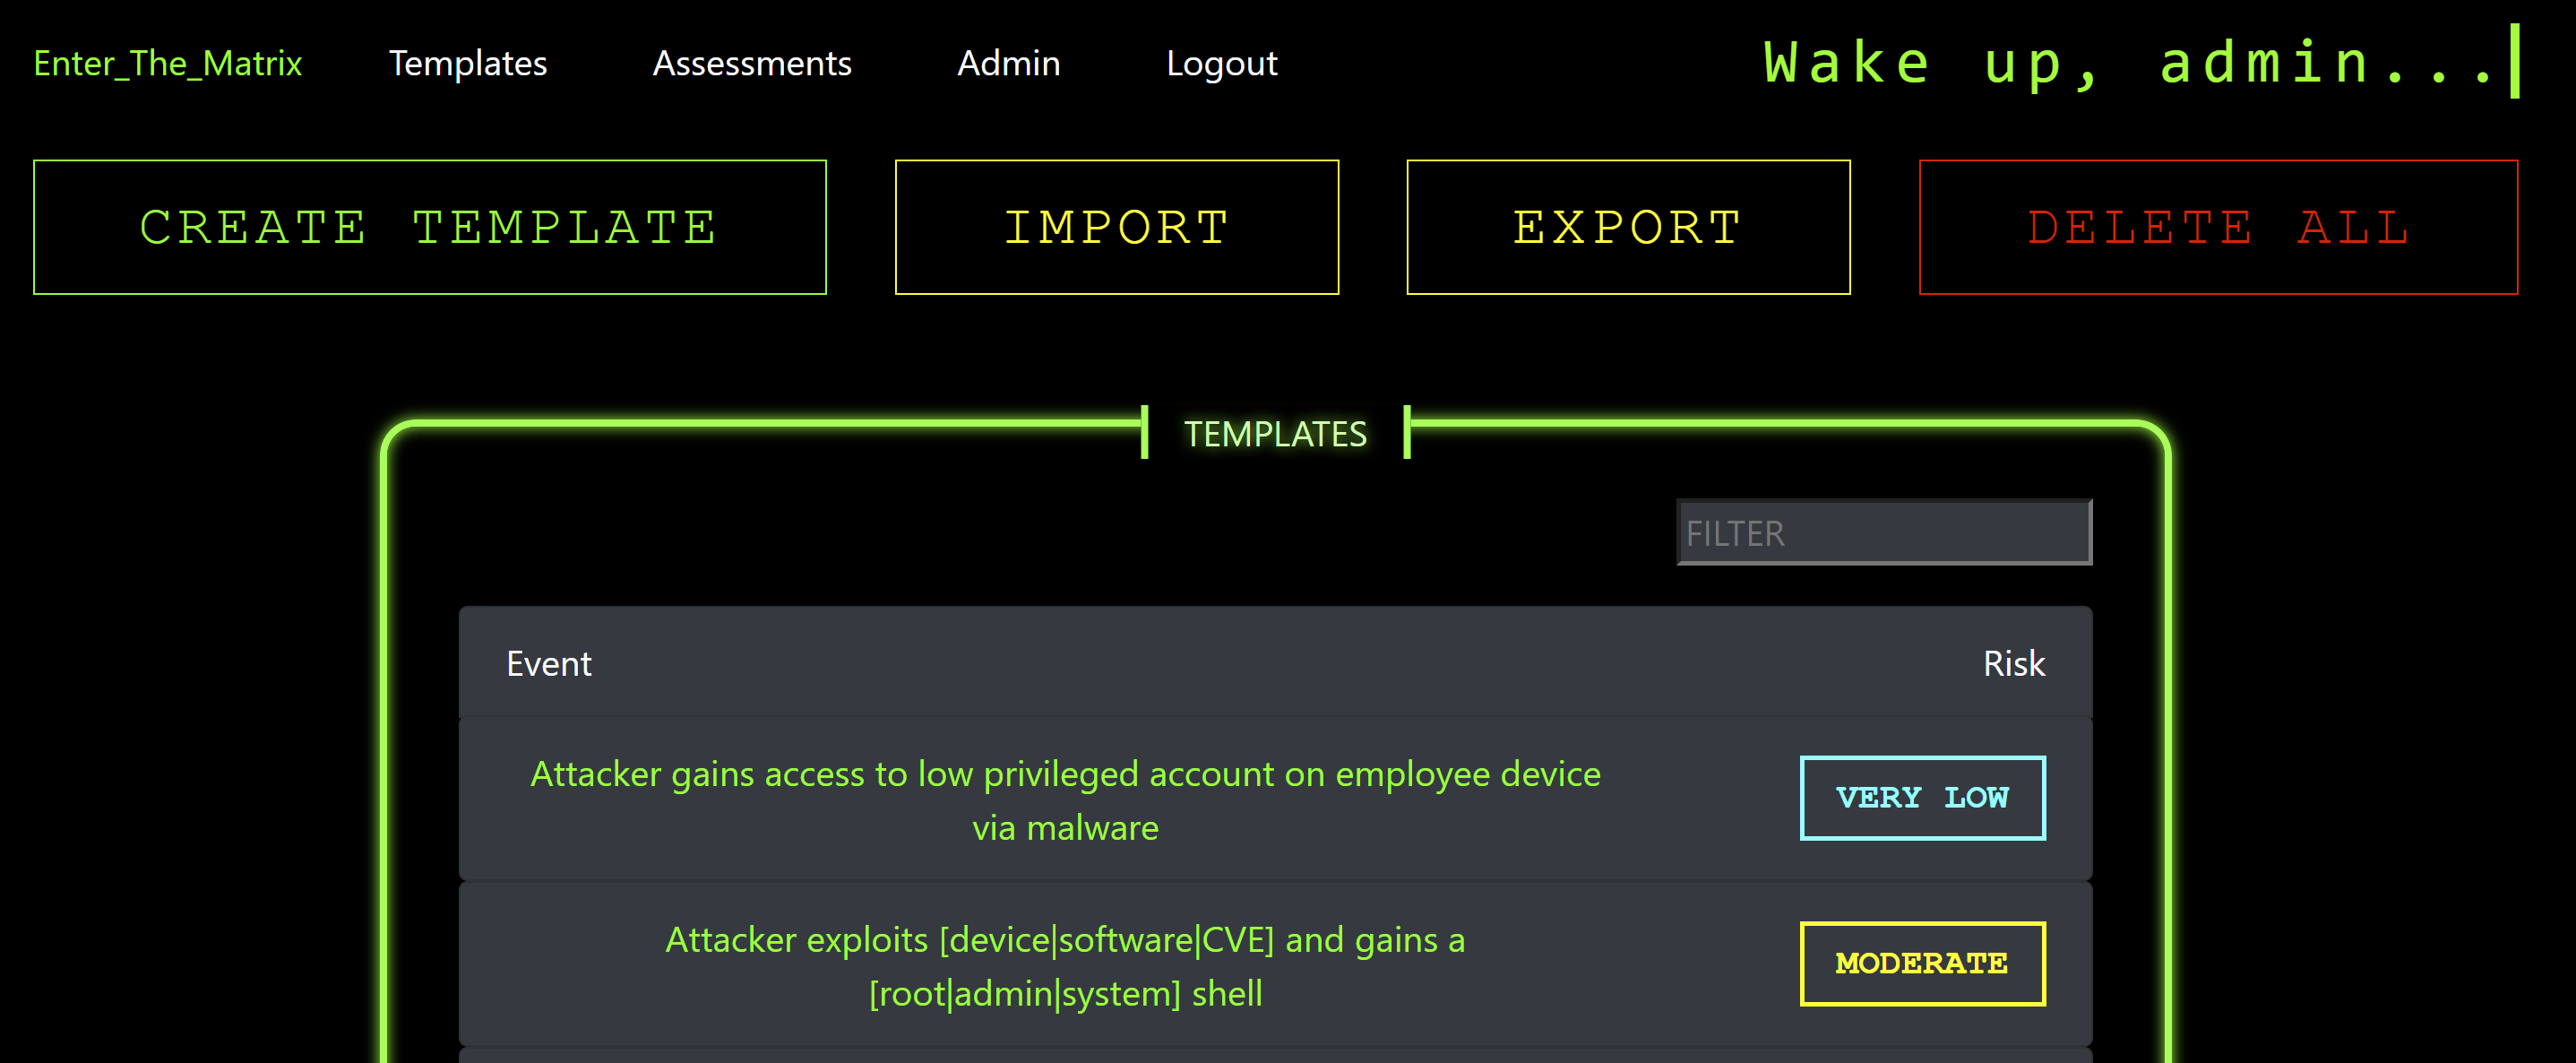 Enter_The_Matrix Templates Assessments Admin Logout Wake up, admin...
CREATE TEMPLATE IMPORT EXPORT DELETE ALL
TEMPLATES
FILTER
Event Risk
Attacker gains access to low privileged account on employee device
via malware
VERY LOW
Attacker exploits [device|software|CVE] and gains a
[root|admin|system] shell
MODERATE